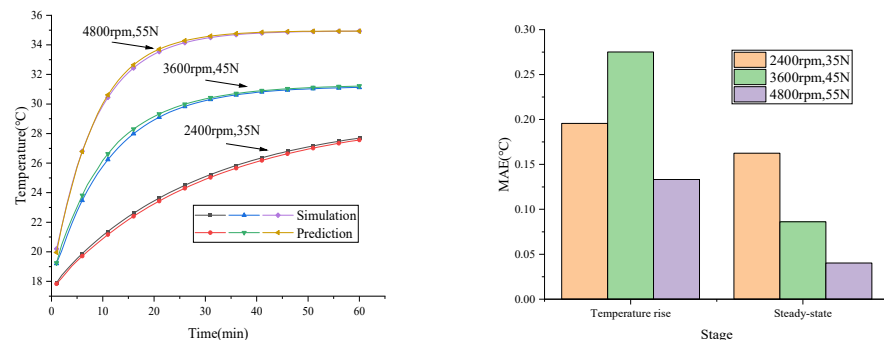 36
34
32
30
28
26
24
22
20
18
Temperature(℃)
4800rpm,55N
3600rpm,45N
2400rpm,35N
Simulation
Prediction
0 10 20 30 40 50 60
Time(min)
0.30
0.25
0.20
0.15
0.10
0.05
0.00
MAE(℃)
2400rpm,35N
3600rpm,45N
4800rpm,55N
Temperature rise Steady-state
Stage